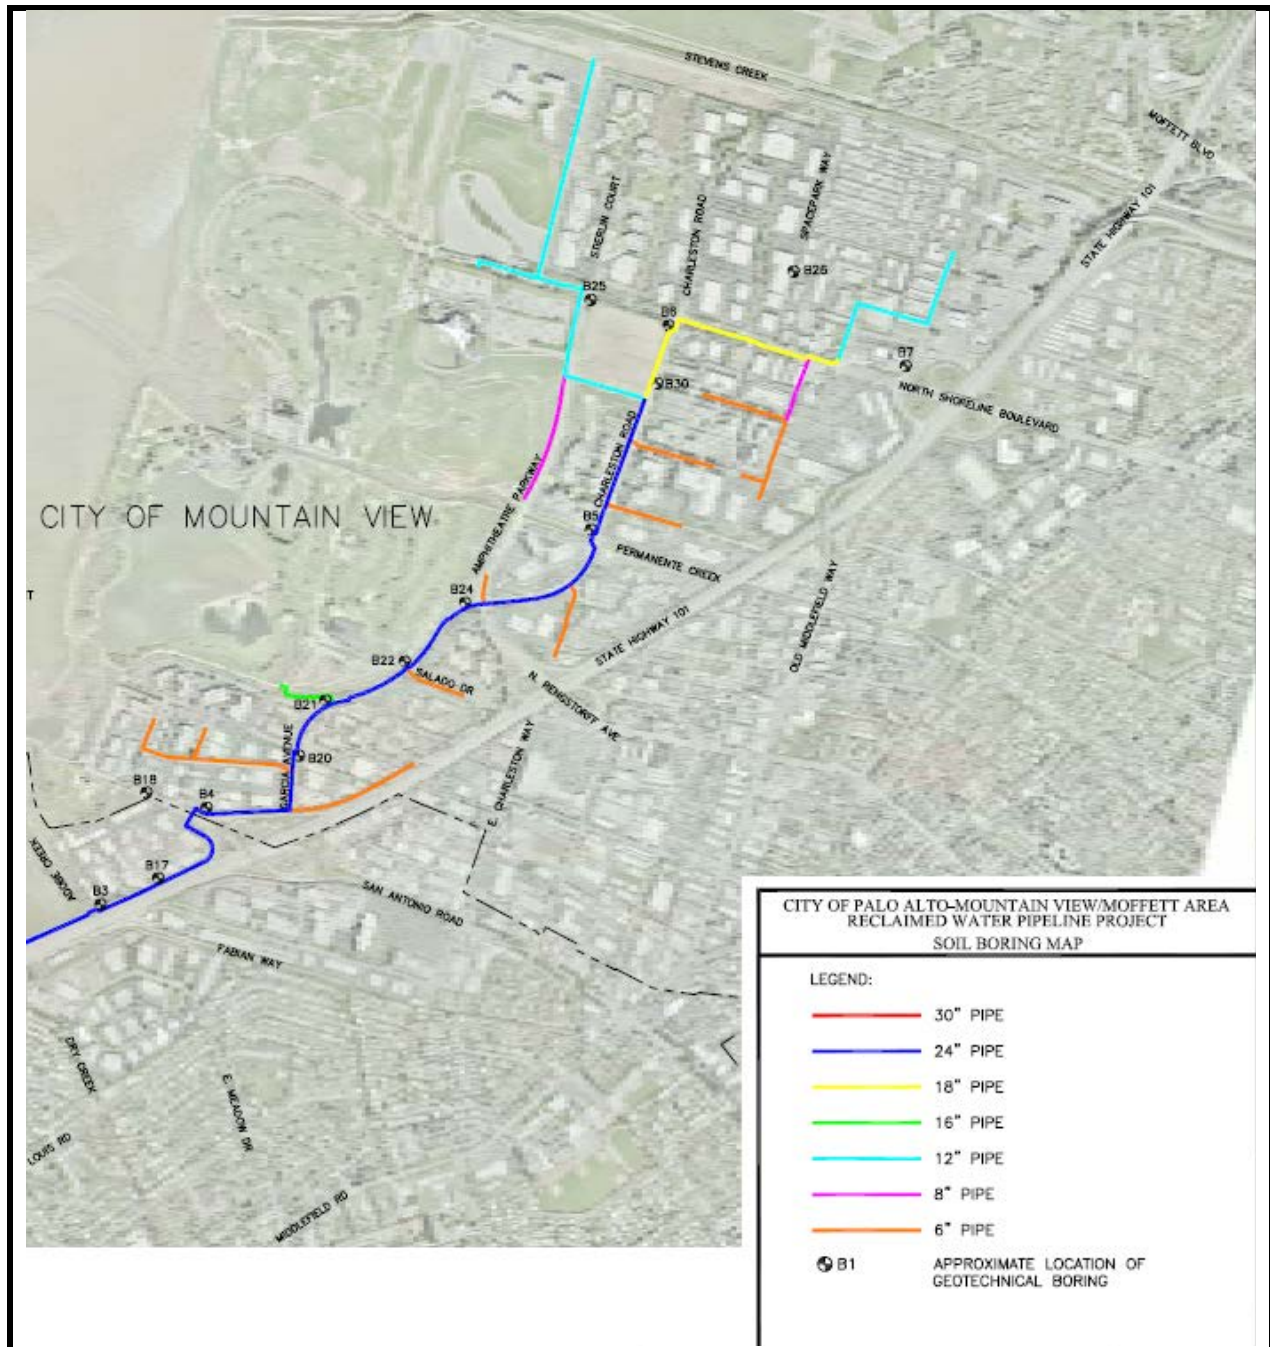 STEVENS CREEK
MOFFETT BLVD
SPACEPARK WAY
STIERLIN COURT
CHARLESTON ROAD
STATE HIGHWAY 101
B26
B25
B6
B7
B30
NORTH SHORELINE BOULEVARD
CHARLESTON ROAD
AMPHITHEATRE PARKWAY
CITY OF MOUNTAIN VIEW
B5
PERMANENTE CREEK
OLD MIDDLEFIELD WAY
B24
T
STATE HIGHWAY 101
B22
SALADO DR
N. RENGSTORFF AVE
B21
GARCIA AVENUE
B20
E. CHARLESTON WAY
B18
B4
ADOBE CREEK
B17
B3
SAN ANTONIO ROAD
FABIAN WAY
DRY CREEK
E. MEADOW DR
LOUIS RD
MIDDLEFIELD RD
CITY OF PALO ALTO-MOUNTAIN VIEW/MOFFETT AREA
RECLAIMED WATER PIPELINE PROJECT
SOIL BORING MAP
LEGEND:
30" PIPE
24" PIPE
18" PIPE
16" PIPE
12" PIPE
8" PIPE
6" PIPE
B1 APPROXIMATE LOCATION OF
GEOTECHNICAL BORING